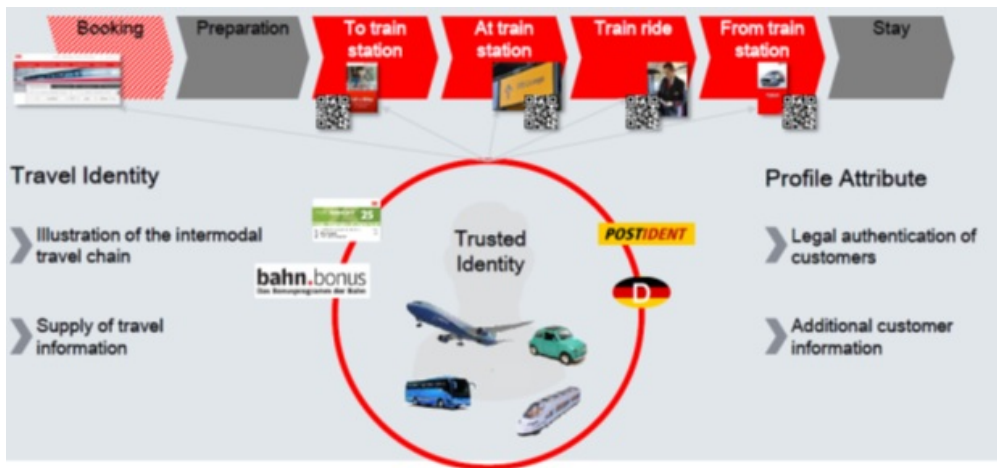 Booking
Preparation
To train
station
At train
station
Train ride
From train
station
Stay
Travel Identity
Profile Attribute
Illustration of the intermodal
travel chain
25
Trusted
Identity
POSTIDENT
Legal authentication of
customers
bahn.bonus
Das Bonusprogramm der Bahn
D
Supply of travel
information
Additional customer
information